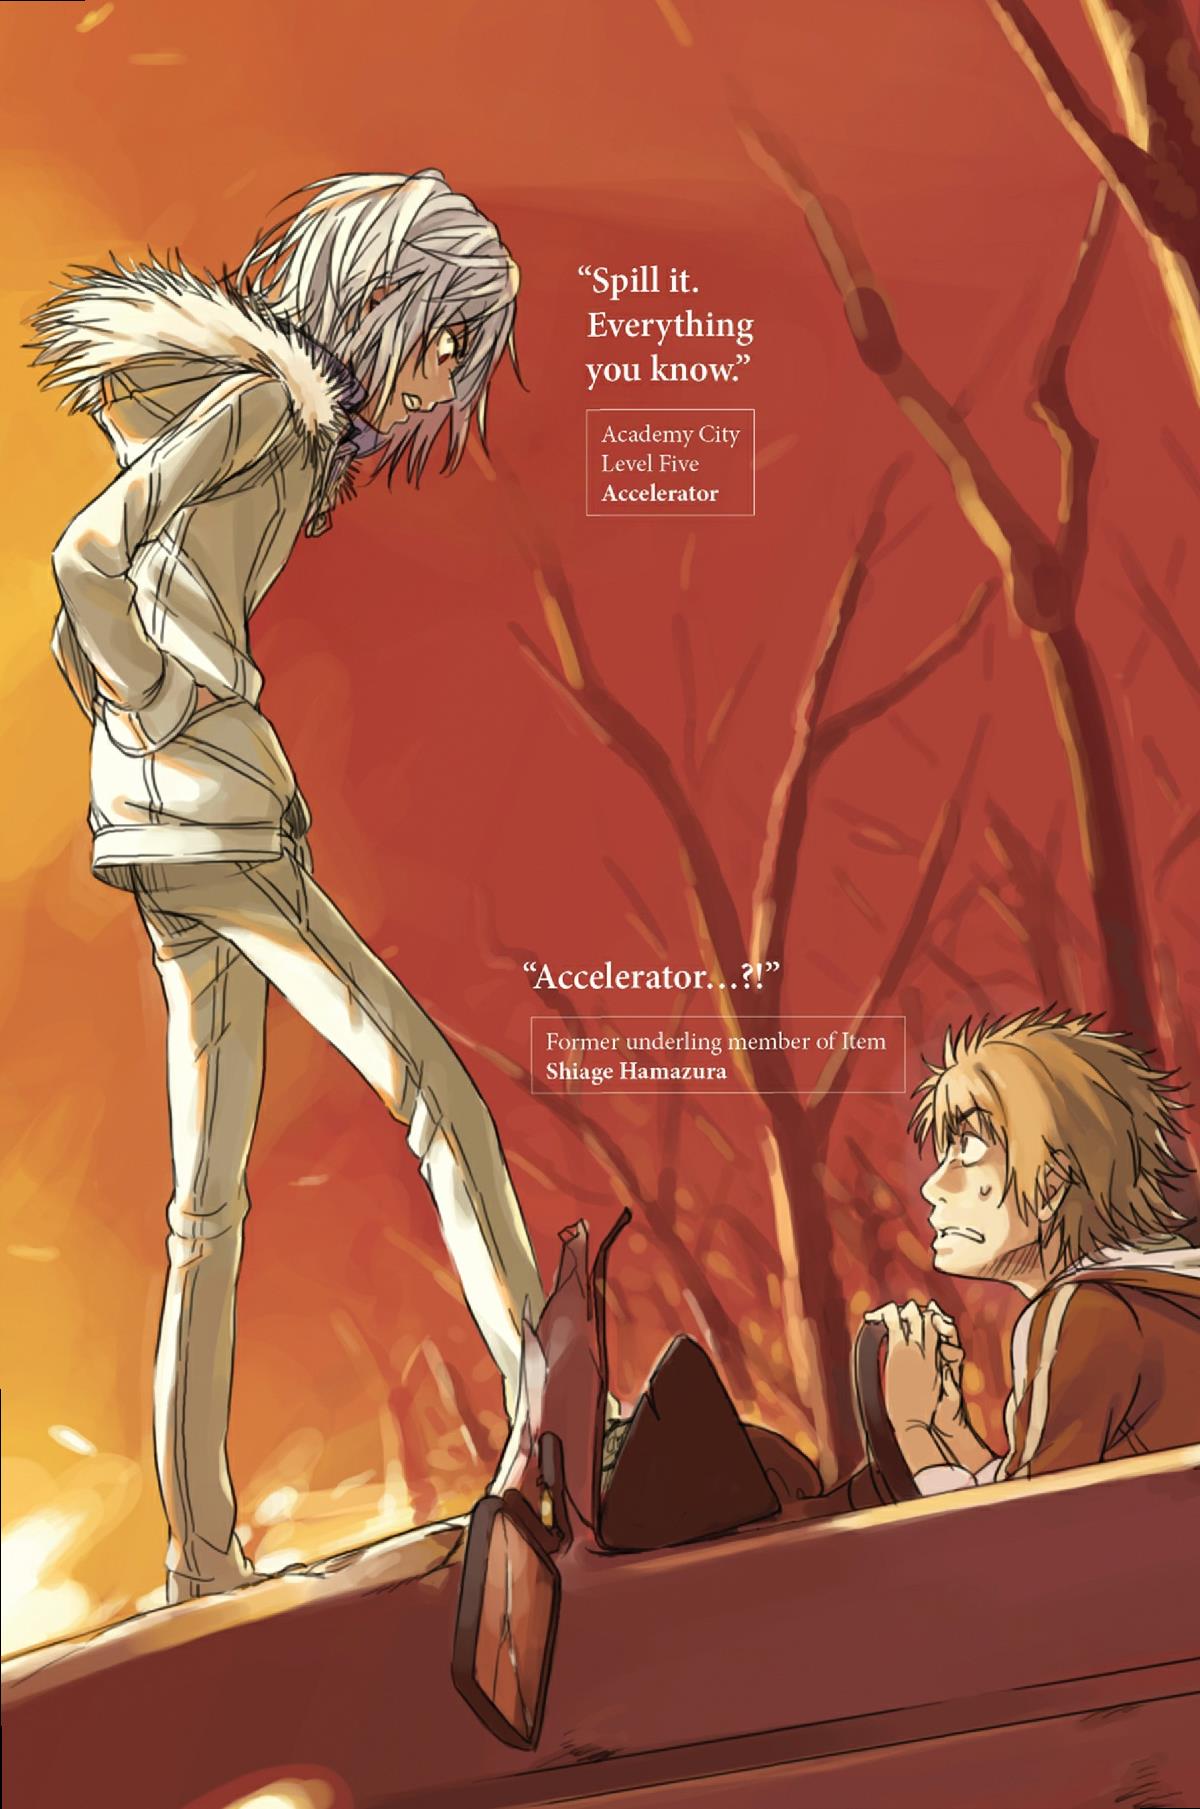 “Spill it.
Everything
you know.”
Academy City
Level Five
Accelerator
“Accelerator…?!”
Former underling member of Item
Shiage Hamazura